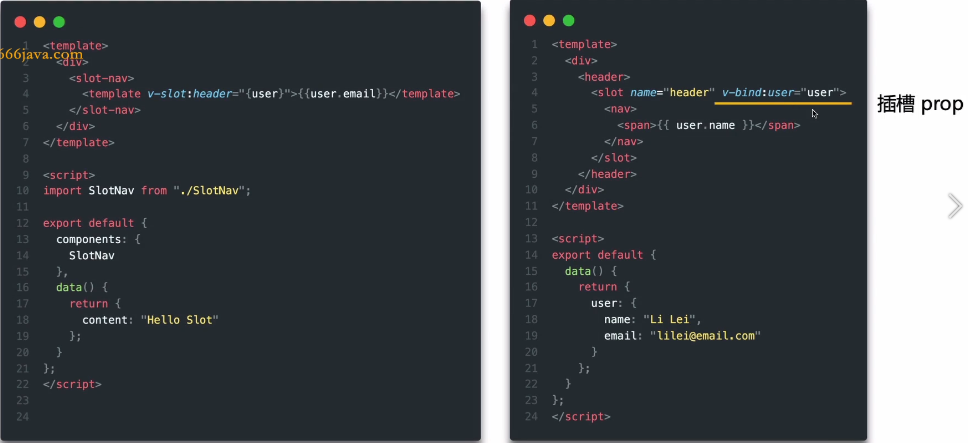 666java.com
1 <template>
2 <div>
3 <slot-nav>
4 <template v-slot:header="{user}">{{user.email}}</template>
5 </slot-nav>
6 </div>
7 </template>
8
9 <script>
10 import SlotNav from "./SlotNav";
11
12 export default {
13 components: {
14 SlotNav
15 },
16 data() {
17 return {
18 content: "Hello Slot"
19 };
20 }
21 };
22 </script>
23
24
1 <template>
2 <div>
3 <header>
4 <slot name="header" v-bind:user="user">
5 <nav>
6 <span>{{ user.name }}</span>
7 </nav>
8 </slot>
9 </header>
10 </div>
11 </template>
12
13 <script>
14 export default {
15 data() {
16 return {
17 user: {
18 name: "Li Lei",
19 email: "lilei@email.com"
20 }
21 };
22 }
23 };
24 </script>
插槽 prop